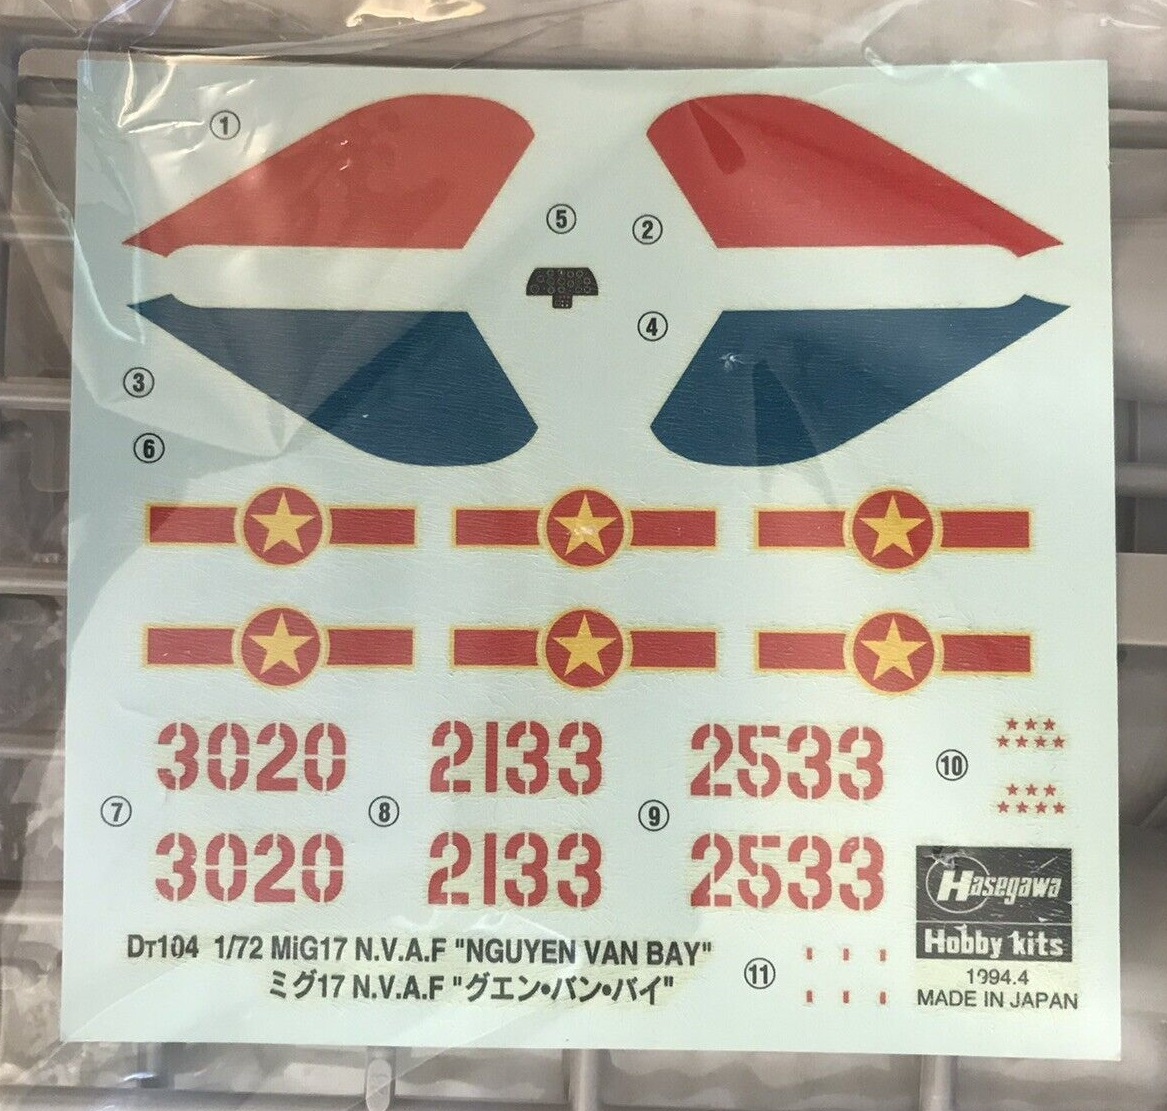 ①
⑤
②
④
③
⑥
3020 2133 2533
⑩
⑦ ⑧ ⑨
3020 2133 2533
Hasegawa
Hobby kits
DT104 1/72 MiG17 N.V.A.F "NGUYEN VAN BAY"
ミグ17 N.V.A.F "グエン・バン・バイ"
⑪
1994.4
MADE IN JAPAN